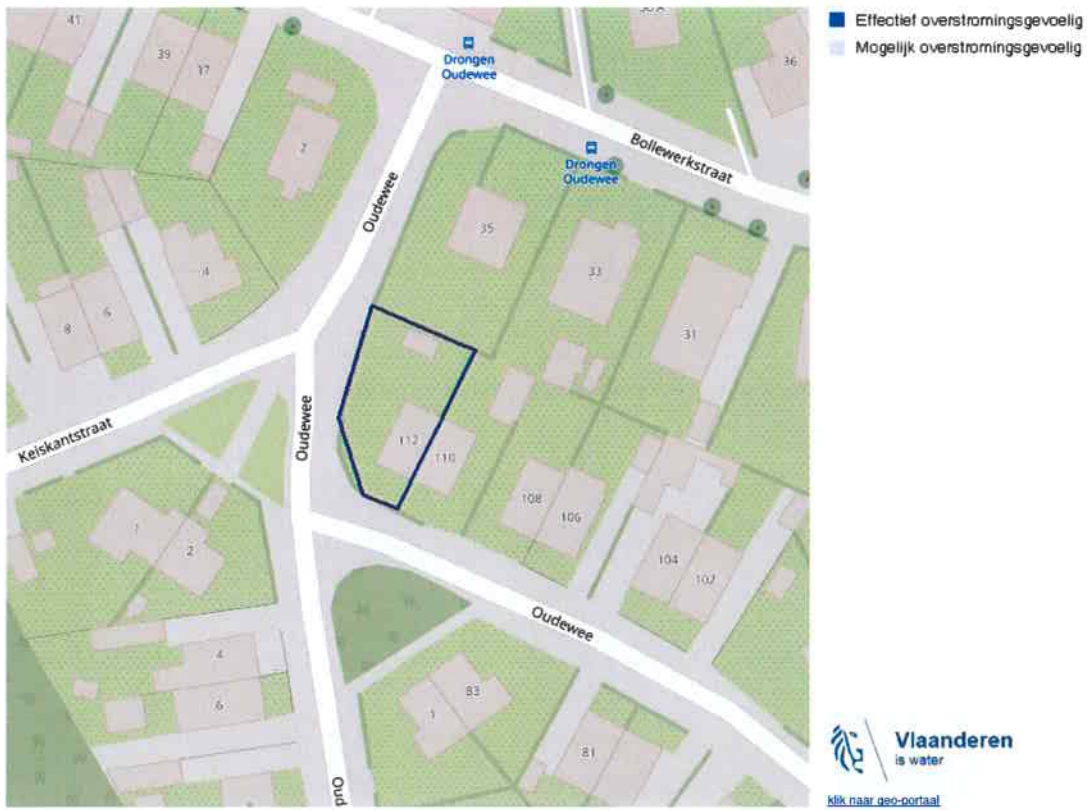 Effectief overstromingsgevoelig
Mogelijk overstromingsgevoelig
41
39
37
2
Drongen
Oudewee
36
Bollewerkstraat
Drongen
Oudewee
Oudewee
35
33
4
31
8
6
Keiskantstraat
Oudewee
112
110
108
106
104
102
1
2
Oudewee
4
6
83
1
81
Oud
Vlaanderen
is water
klik naar geo-portaal